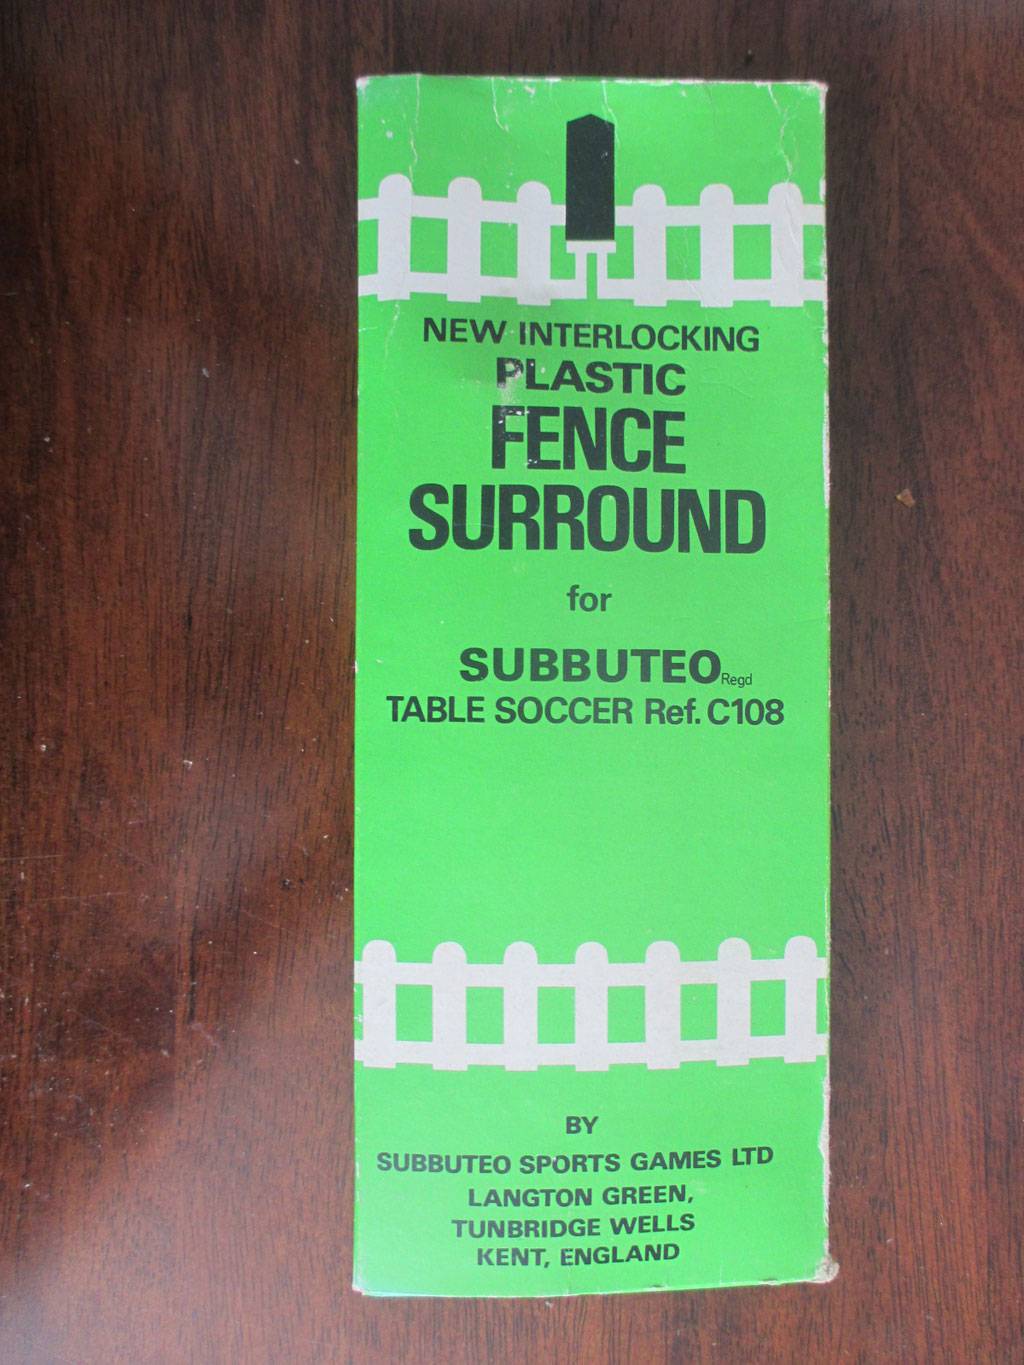 NEW INTERLOCKING
PLASTIC
FENCE
SURROUND
for
SUBBUTEO Regd
TABLE SOCCER Ref. C108
BY
SUBBUTEO SPORTS GAMES LTD
LANGTON GREEN,
TUNBRIDGE WELLS
KENT, ENGLAND